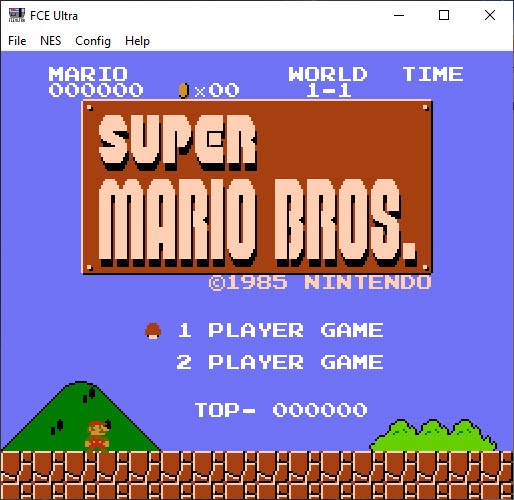 FCE Ultra
File NES Config Help
MARIO WORLD TIME
000000 x00 1-1
SUPER
MARIO BROS.
©1985 NINTENDO
1 PLAYER GAME
2 PLAYER GAME
TOP- 000000